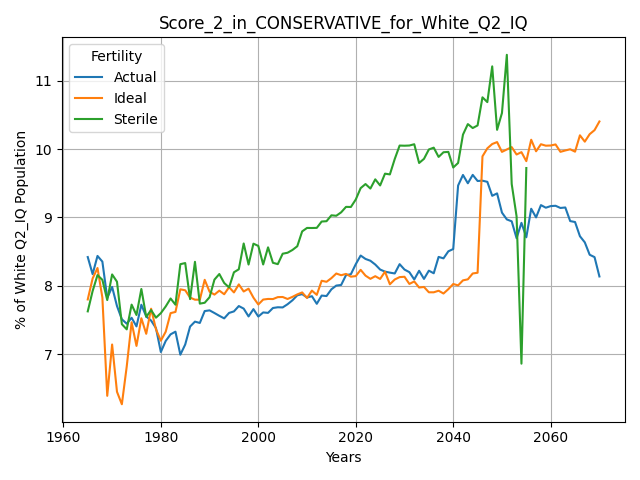 Score_2_in_CONSERVATIVE_for_White_Q2_IQ
Fertility
Actual
Ideal
Sterile
% of White Q2_IQ Population
11
10
9
8
7
1960
1980
2000
2020
2040
2060
Years